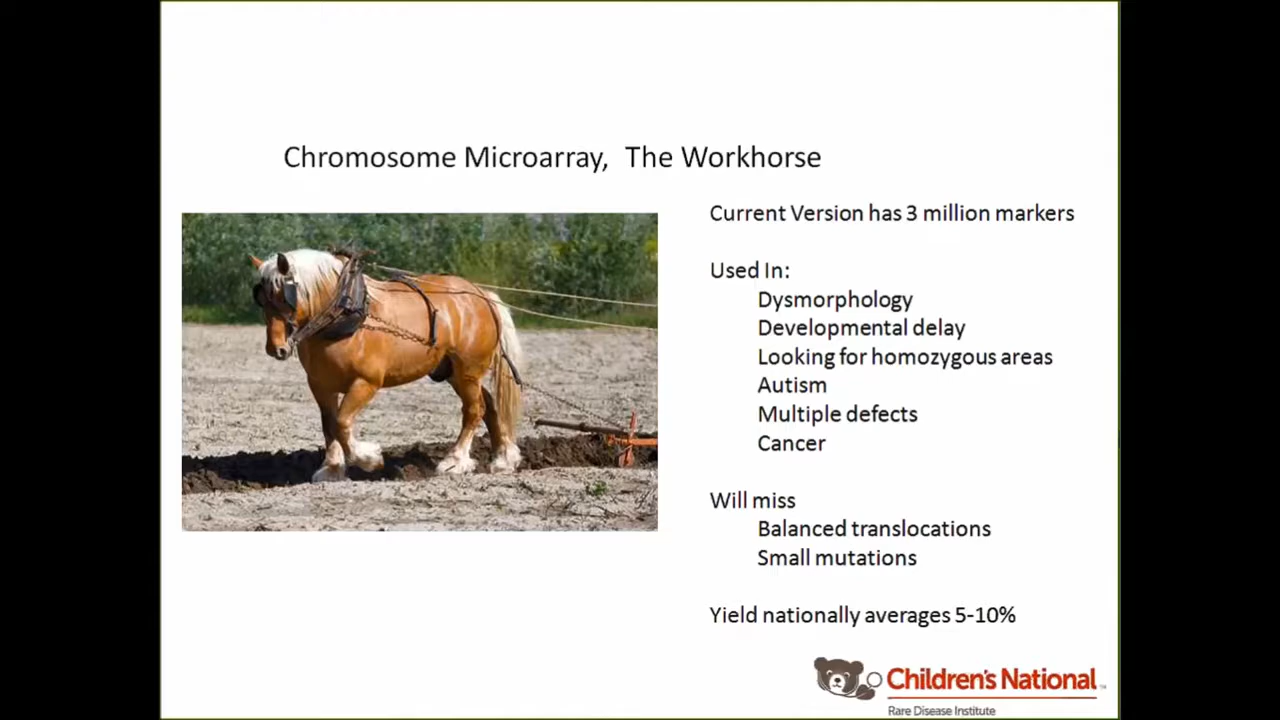 Chromosome Microarray, The Workhorse
Current Version has 3 million markers
Used In:
Dysmorphology
Developmental delay
Looking for homozygous areas
Autism
Multiple defects
Cancer
Will miss
Balanced translocations
Small mutations
Yield nationally averages 5-10%
Children's National™
Rare Disease Institute